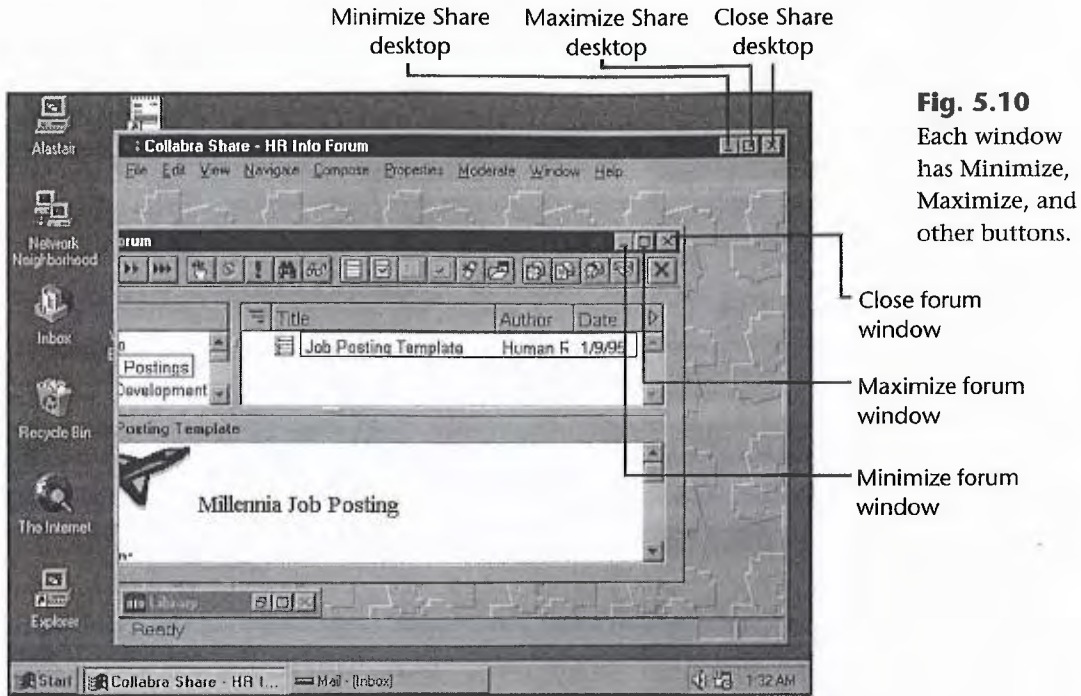 Minimize Share desktop
Maximize Share desktop
Close Share desktop
Fig. 5.10
Each window
has Minimize,
Maximize, and
other buttons.
Alastair
Network
Neighborhood
Inbox
Recycle Bin
The Internet
Explorer
Collabra Share - HR Info Forum
File Edit View Navigate Compose Properties Moderate Window Help
orum
Title Author Date
Job Posting Template Human R 1/9/95
Postings
Development
Posting Template
Millennia Job Posting
Library
Ready
Close forum
window
Maximize forum
window
Minimize forum
window
Start Collabra Share - HR I... Mail - [Inbox] 1:32 AM